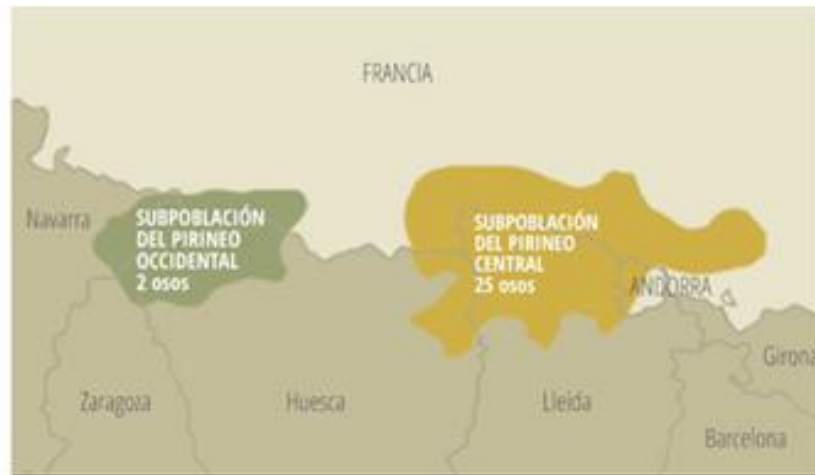 FRANCIA
Navarra
SUBPOBLACIÓN
DEL PIRINEO
OCCIDENTAL
2 osos
SUBPOBLACIÓN
DEL PIRINEO
CENTRAL
25 osos
ANDORRA
Girona
Zaragoza
Huesca
Lleida
Barcelona